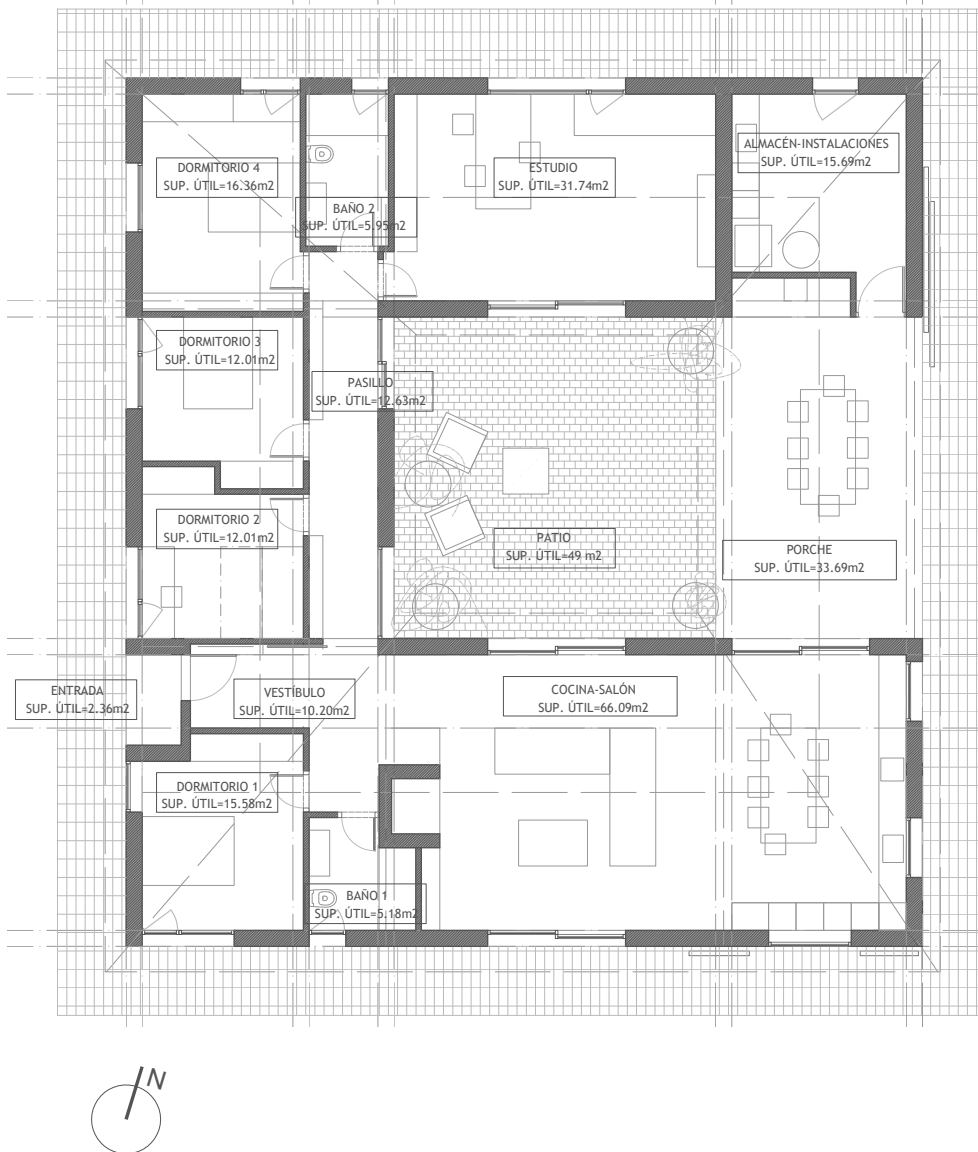 DORMITORIO 4
SUP. ÚTIL=16.36m2
BAÑO 2
SUP. ÚTIL=5.95m2
ESTUDIO
SUP. ÚTIL=31.74m2
ALMACÉN-INSTALACIONES
SUP. ÚTIL=15.69m2
DORMITORIO 3
SUP. ÚTIL=12.01m2
PASILLO
SUP. ÚTIL=12.63m2
DORMITORIO 2
SUP. ÚTIL=12.01m2
PATIO
SUP. ÚTIL=49 m2
PORCHE
SUP. ÚTIL=33.69m2
ENTRADA
SUP. ÚTIL=2.36m2
VESTÍBULO
SUP. ÚTIL=10.20m2
COCINA-SALÓN
SUP. ÚTIL=66.09m2
DORMITORIO 1
SUP. ÚTIL=15.58m2
BAÑO 1
SUP. ÚTIL=5.18m2
N